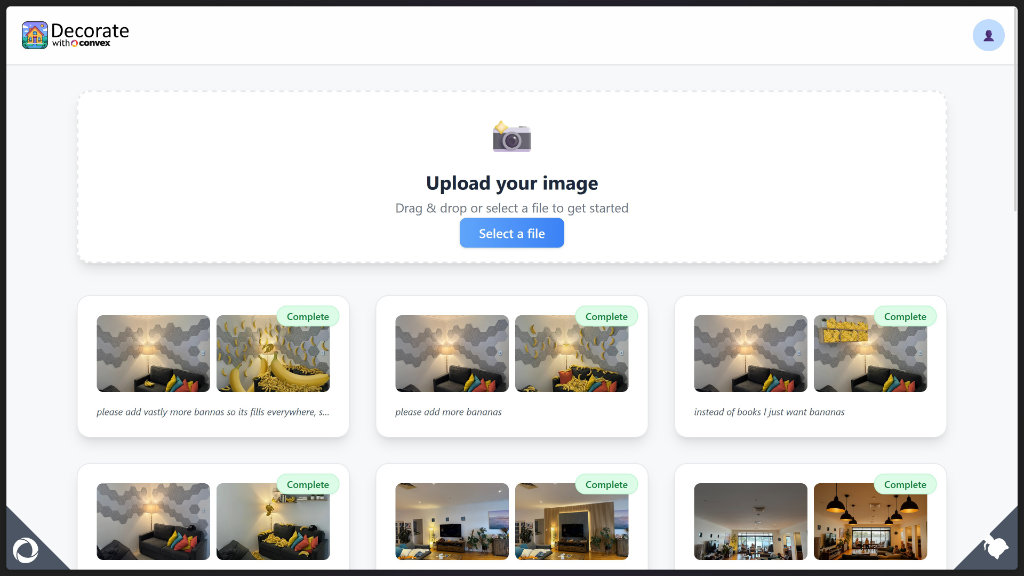 Decorate
with convex
Upload your image
Drag & drop or select a file to get started
Select a file
Complete
please add vastly more bannas so its fills everywhere, s...
Complete
please add more bananas
Complete
instead of books I just want bananas
Complete
Complete
Complete